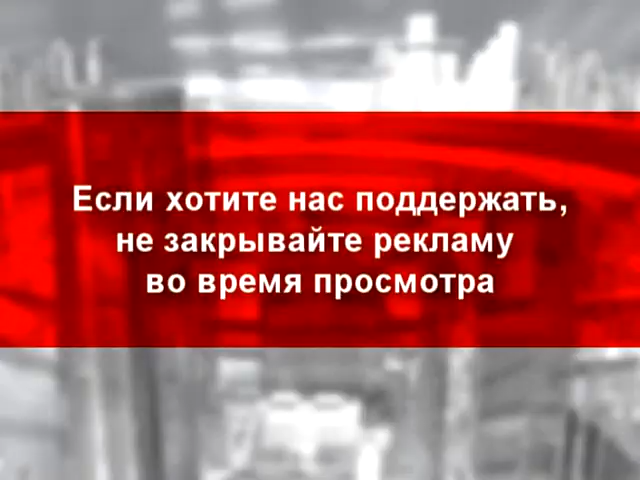 Если хотите нас поддержать,
не закрывайте рекламу
во время просмотра